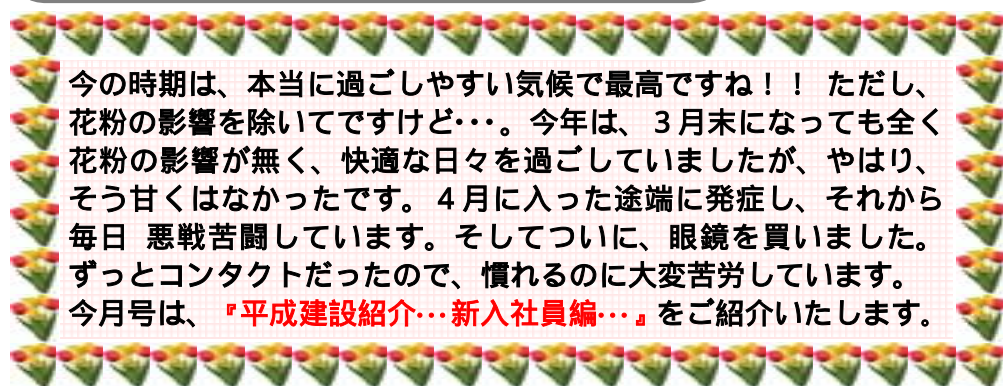 今の時期は、本当に過ごしやすい気候で最高ですね！！ ただし、
花粉の影響を除いてですけど･･･。今年は、３月末になっても全く
花粉の影響が無く、快適な日々を過ごしていましたが、やはり、
そう甘くはなかったです。４月に入った途端に発症し、それから
毎日 悪戦苦闘しています。そしてついに、眼鏡を買いました。
ずっとコンタクトだったので、慣れるのに大変苦労しています。
今月号は、『平成建設紹介･･･新入社員編･･･』をご紹介いたします。